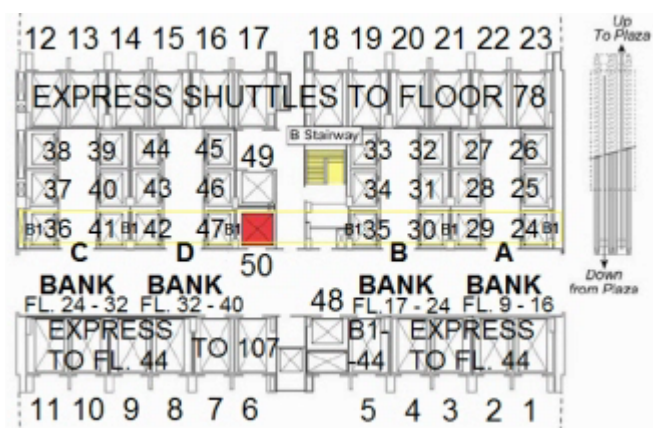 12 13 14 15 16 17 18 19 20 21 22 23
Up
To Plaza
EXPRESS SHUTTLES TO FLOOR 78
B Stairway
38 39 44 45 49 33 32 27 26
37 40 43 46 34 31 28 25
B1 36 41 B1 42 47 B1 B1 35 30 B1 29 24 B1
C D 50 B A
BANK BANK BANK BANK
FL. 24 - 32 FL. 32 - 40 48 FL.17 - 24 FL. 9 - 16
Down
from Plaza
EXPRESS TO 107 B1- EXPRESS
TO FL. 44 -44 TO FL. 44
11 10 9 8 7 6 5 4 3 2 1